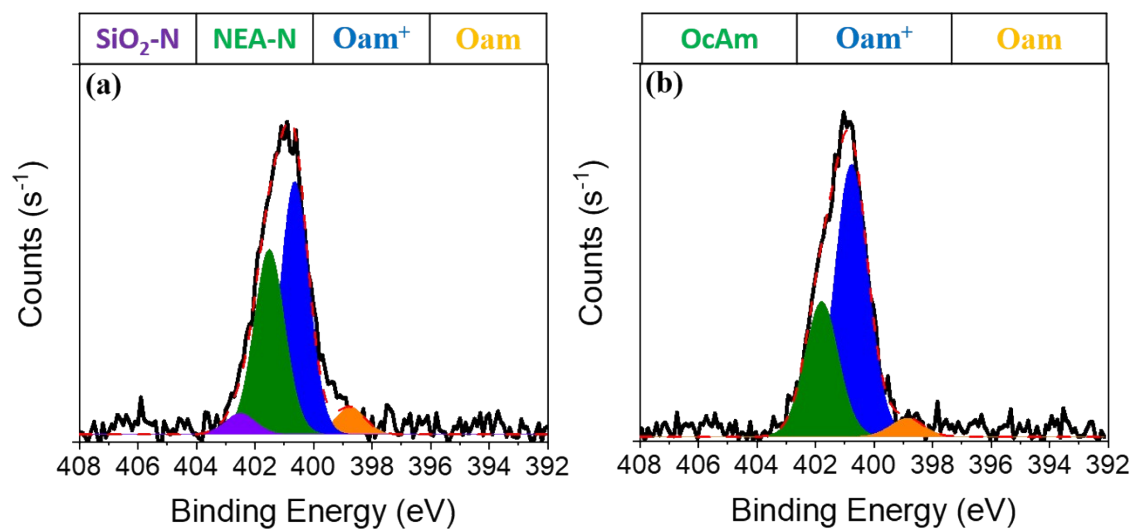 SiO₂-N NEA-N Oam⁺ Oam
(a)
Counts (s⁻¹)
408 406 404 402 400 398 396 394 392
Binding Energy (eV)
OcAm Oam⁺ Oam
(b)
Counts (s⁻¹)
408 406 404 402 400 398 396 394 392
Binding Energy (eV)